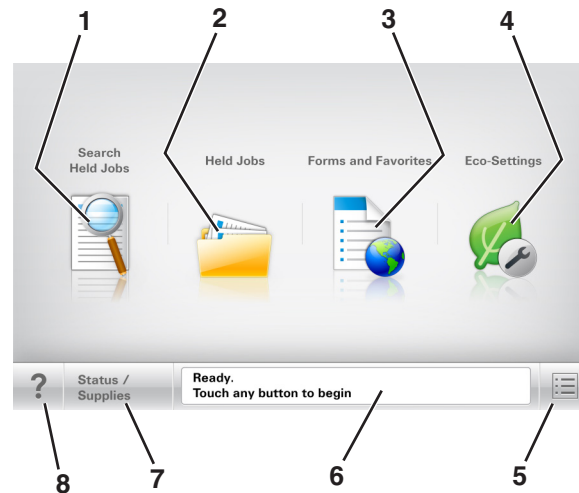 1
2
3
4
Search
Held Jobs
Held Jobs
Forms and Favorites
Eco-Settings
?
Status /
Supplies
Ready.
Touch any button to begin
8
7
6
5